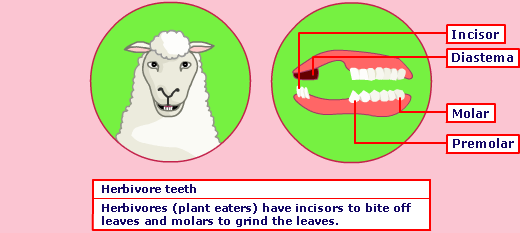 Incisor
Diastema
Molar
Premolar
Herbivore teeth
Herbivores (plant eaters) have incisors to bite off
leaves and molars to grind the leaves.